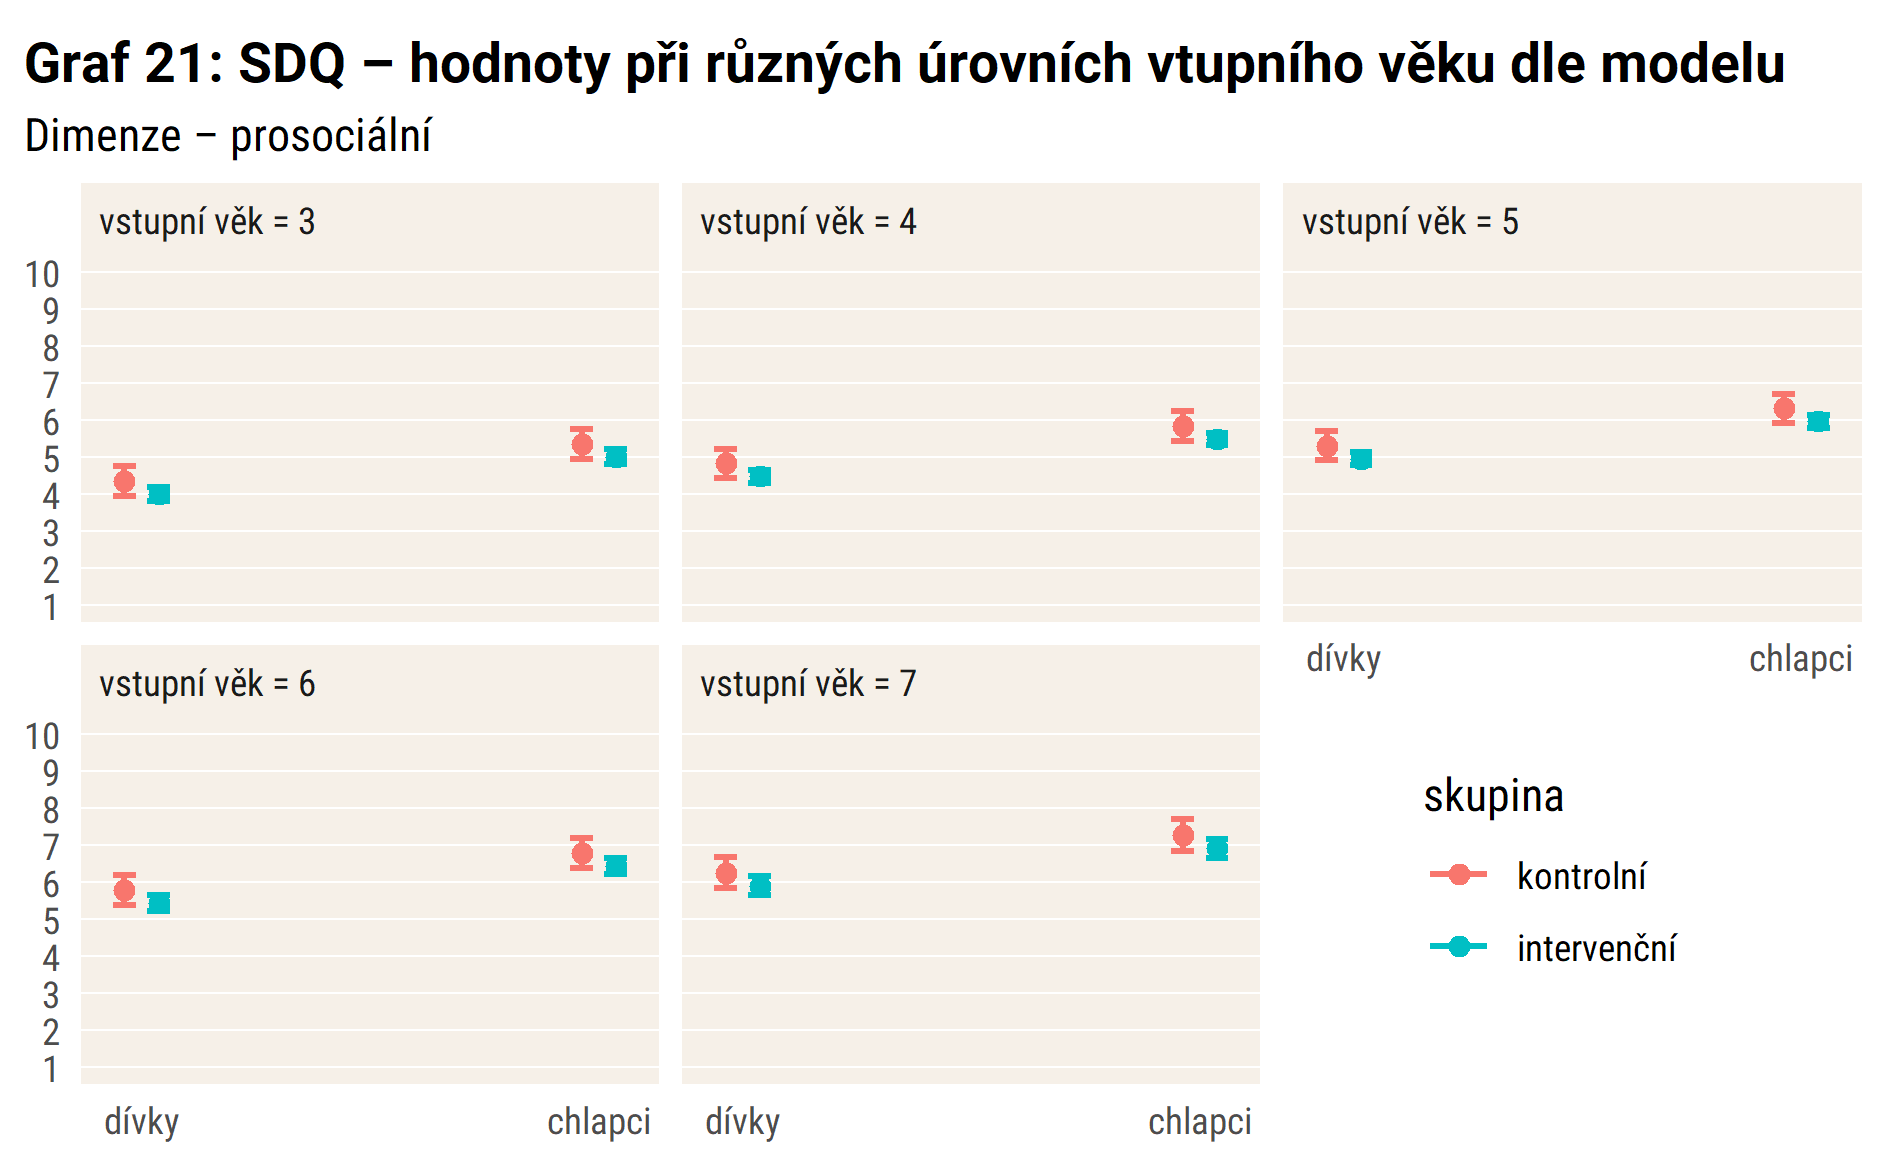 Graf 21: SDQ – hodnoty při různých úrovních vtupního věku dle modelu
Dimenze – prosociální
vstupní věk = 3
vstupní věk = 4
vstupní věk = 5
10
9
8
7
6
5
4
3
2
1
dívky
chlapci
vstupní věk = 6
vstupní věk = 7
10
9
8
7
6
5
4
3
2
1
dívky
chlapci
dívky
chlapci
skupina
kontrolní
intervenční